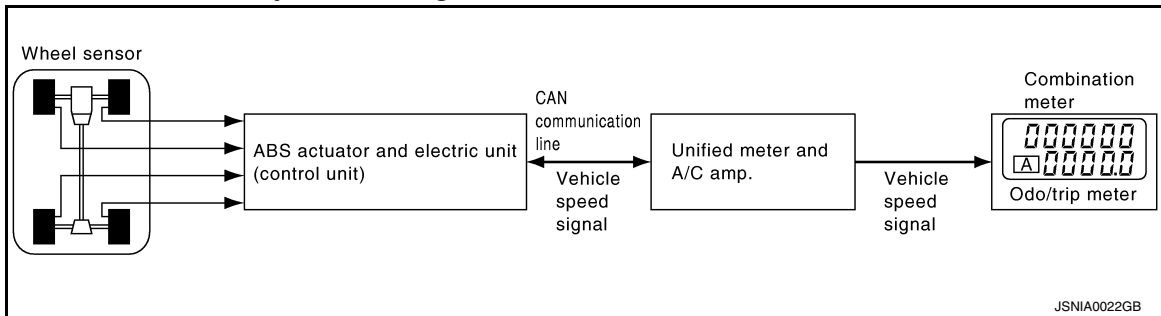 Wheel sensor
ABS actuator and electric unit
(control unit)
CAN
communication
line
Vehicle
speed
signal
Unified meter and
A/C amp.
Vehicle
speed
signal
Combination
meter
000000
A 0000.0
Odo/trip meter
JSNIA0022GB